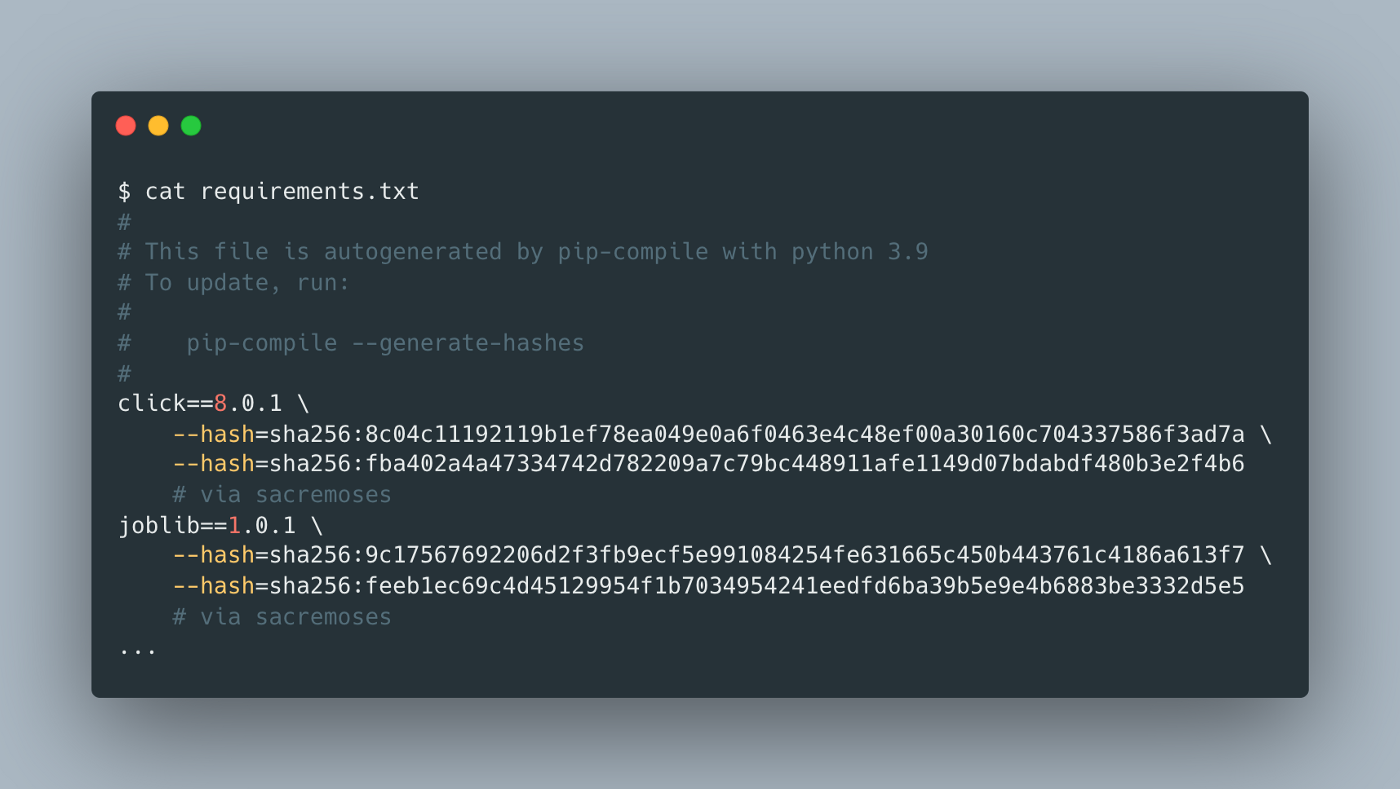 $ cat requirements.txt
#
# This file is autogenerated by pip-compile with python 3.9
# To update, run:
#
#    pip-compile --generate-hashes
#
click==8.0.1 \
    --hash=sha256:8c04c11192119b1ef78ea049e0a6f0463e4c48ef00a30160c704337586f3ad7a \
    --hash=sha256:fba402a4a47334742d782209a7c79bc448911afe1149d07bdabdf480b3e2f4b6
    # via sacremoses
joblib==1.0.1 \
    --hash=sha256:9c17567692206d2f3fb9ecf5e991084254fe631665c450b443761c4186a613f7 \
    --hash=sha256:feeb1ec69c4d45129954f1b7034954241eedfd6ba39b5e9e4b6883be3332d5e5
    # via sacremoses
...